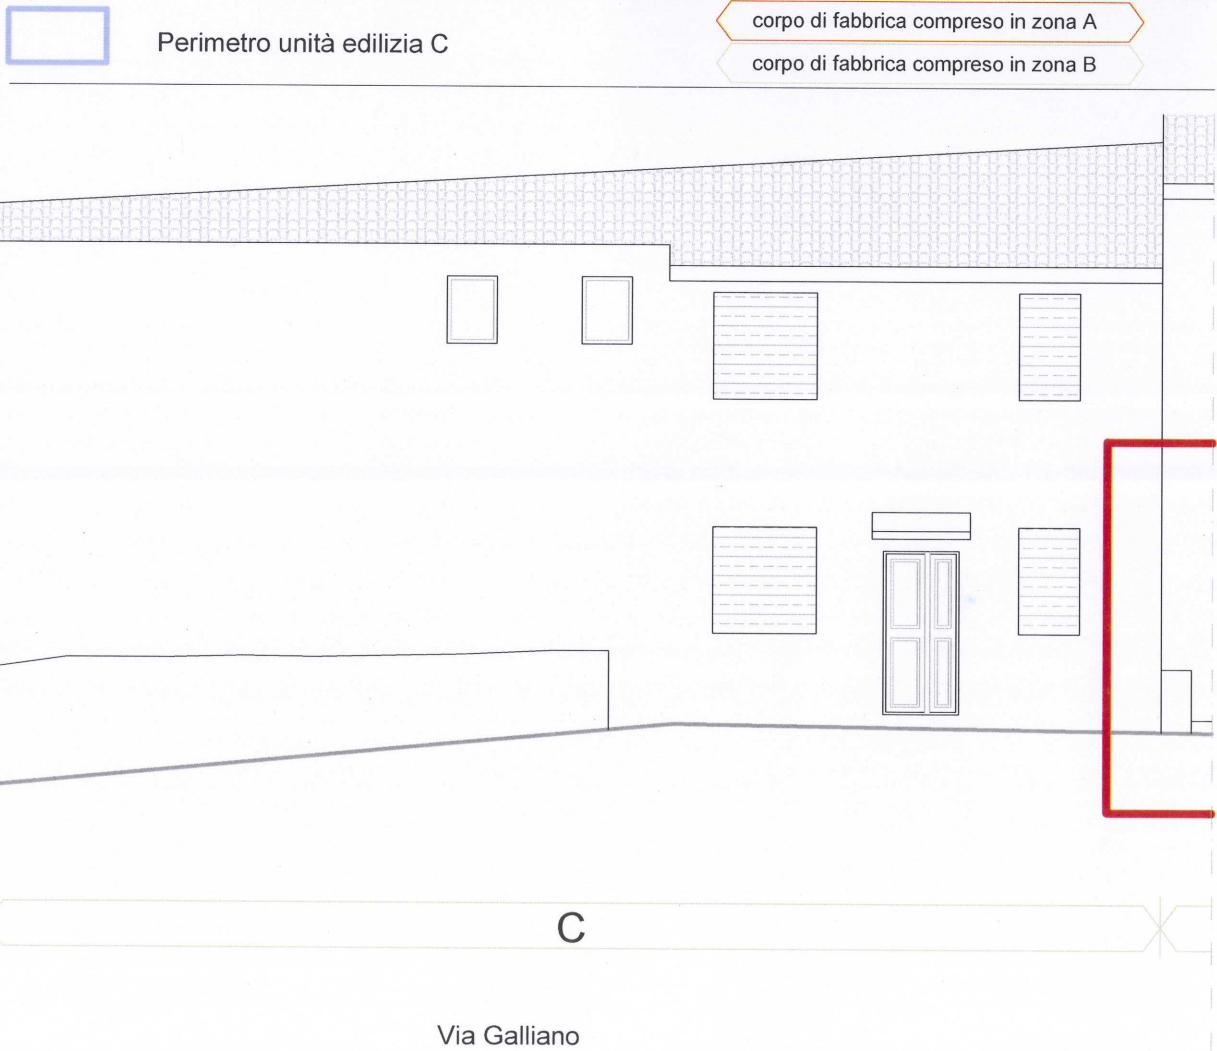 Perimetro unità edilizia C
corpo di fabbrica compreso in zona A
corpo di fabbrica compreso in zona B
C
Via Galliano